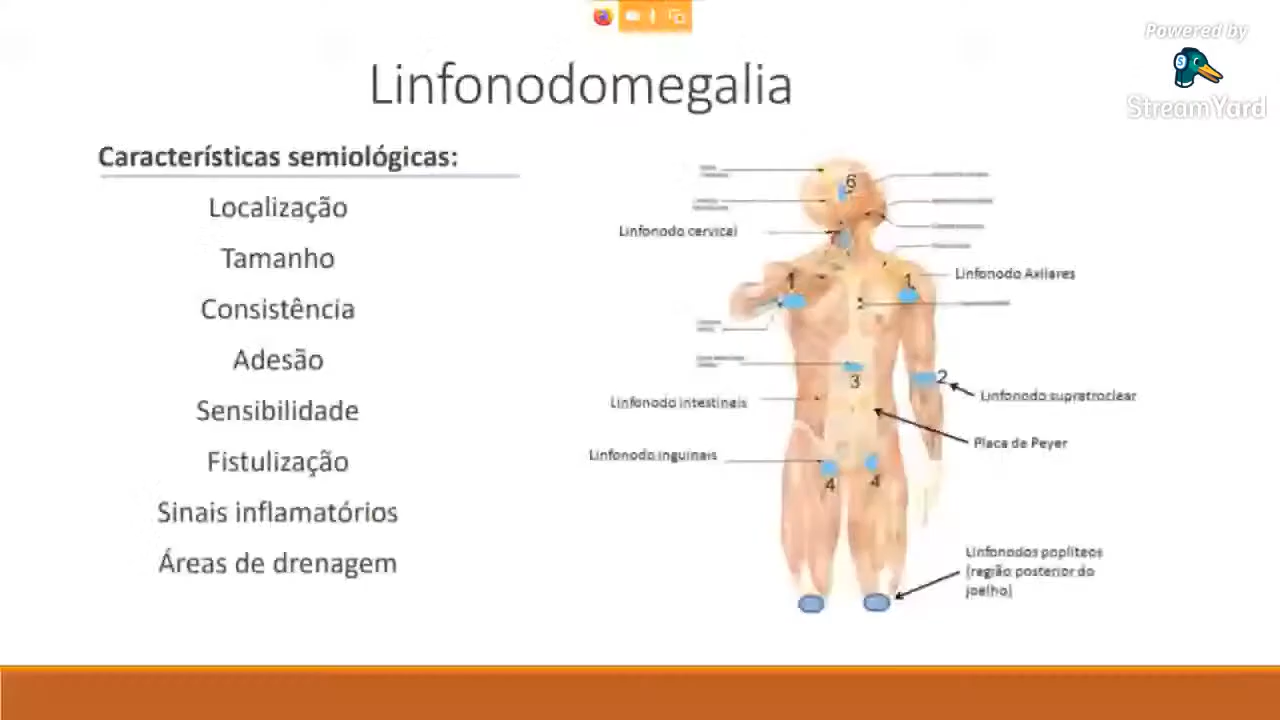 Powered by
StreamYard
Linfonodomegalia
Características semiológicas:
Localização
Tamanho
Consistência
Adesão
Sensibilidade
Fistulização
Sinais inflamatórios
Áreas de drenagem
6
Linfonodo cervical
Linfonodo Axilares
1
1
3
2
Linfonodo supratroclear
Linfonodo intestinais
Placa de Peyer
Linfonodo inguinais
4
4
Linfonodos poplíteos
(região posterior do
joelho)